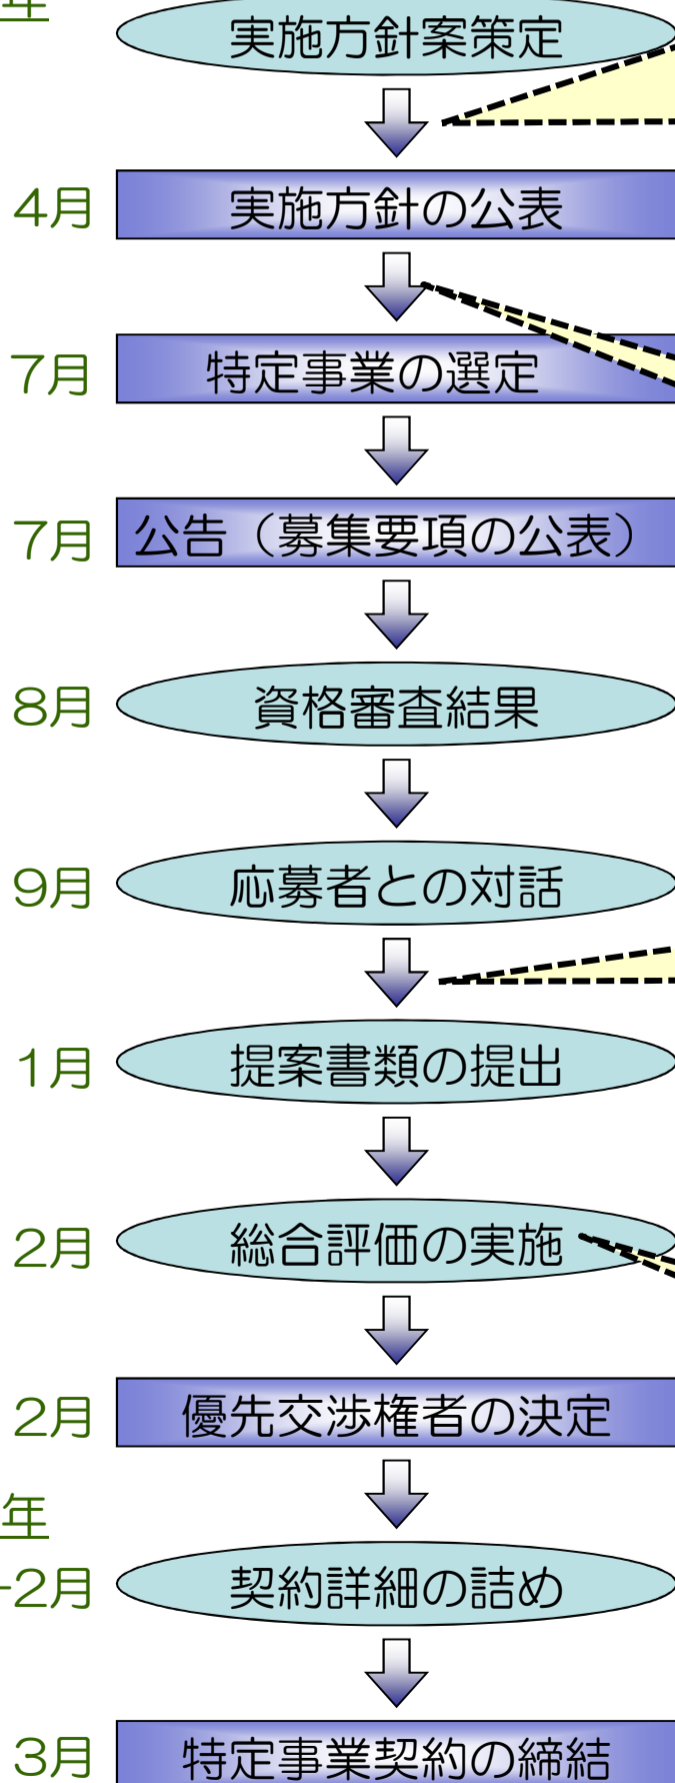 年
実施方針案策定
4月 実施方針の公表
7月 特定事業の選定
7月 公告（募集要項の公表）
8月 資格審査結果
9月 応募者との対話
1月 提案書類の提出
2月 総合評価の実施
2月 優先交渉権者の決定
年
-2月 契約詳細の詰め
3月 特定事業契約の締結